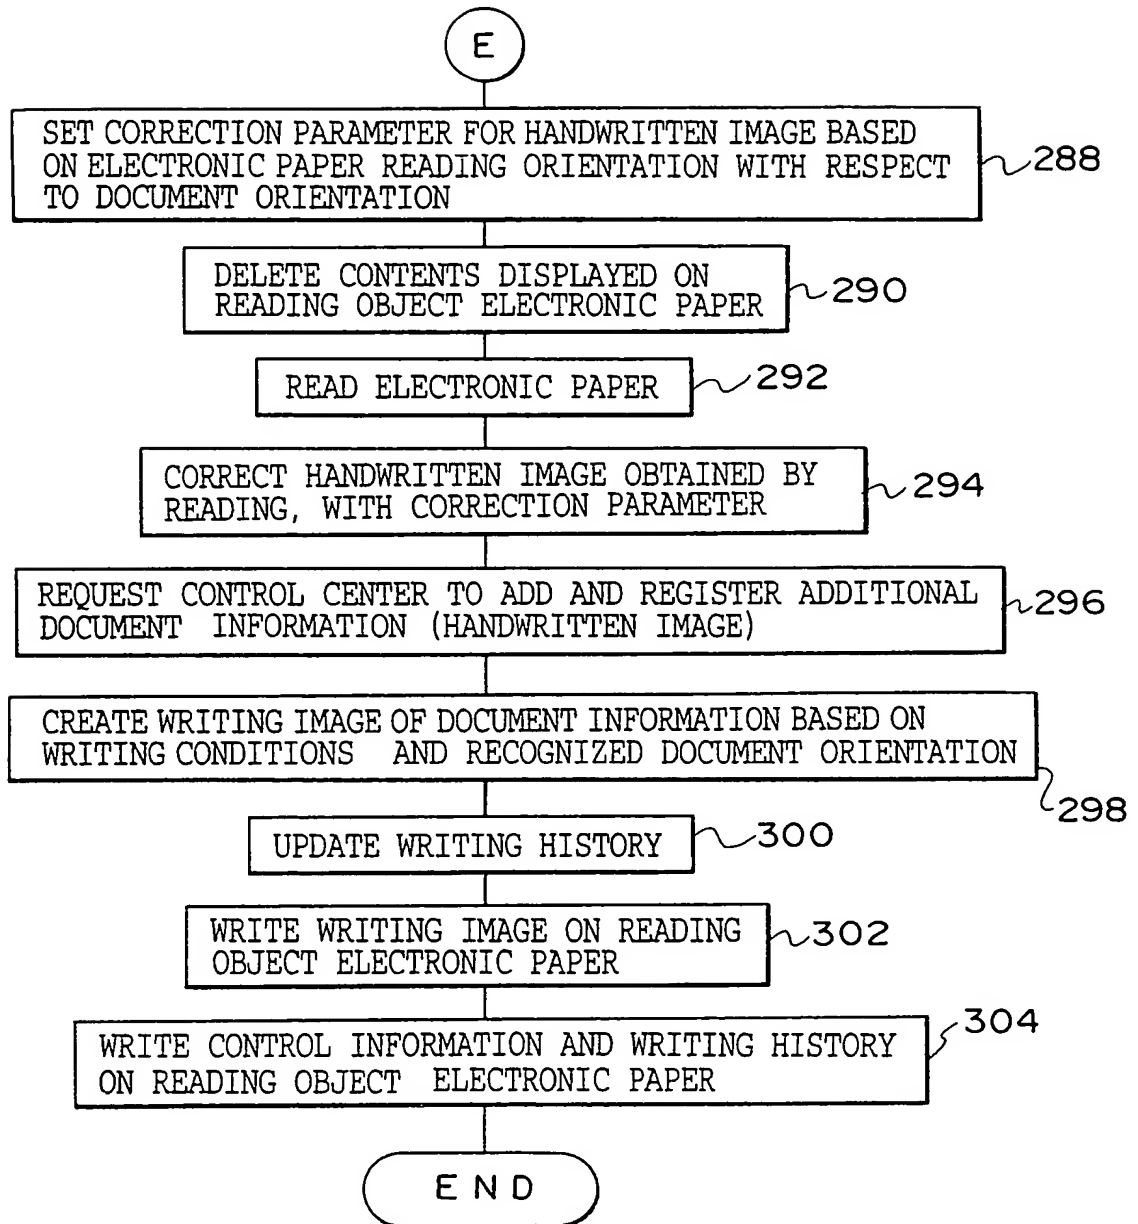 E
SET CORRECTION PARAMETER FOR HANDWRITTEN IMAGE BASED
ON ELECTRONIC PAPER READING ORIENTATION WITH RESPECT
TO DOCUMENT ORIENTATION
288
DELETE CONTENTS DISPLAYED ON
READING OBJECT ELECTRONIC PAPER
290
READ ELECTRONIC PAPER
292
CORRECT HANDWRITTEN IMAGE OBTAINED BY
READING, WITH CORRECTION PARAMETER
294
REQUEST CONTROL CENTER TO ADD AND REGISTER ADDITIONAL
DOCUMENT INFORMATION (HANDWRITTEN IMAGE)
296
CREATE WRITING IMAGE OF DOCUMENT INFORMATION BASED ON
WRITING CONDITIONS AND RECOGNIZED DOCUMENT ORIENTATION
298
UPDATE WRITING HISTORY
300
WRITE WRITING IMAGE ON READING
OBJECT ELECTRONIC PAPER
302
WRITE CONTROL INFORMATION AND WRITING HISTORY
ON READING OBJECT ELECTRONIC PAPER
304
END